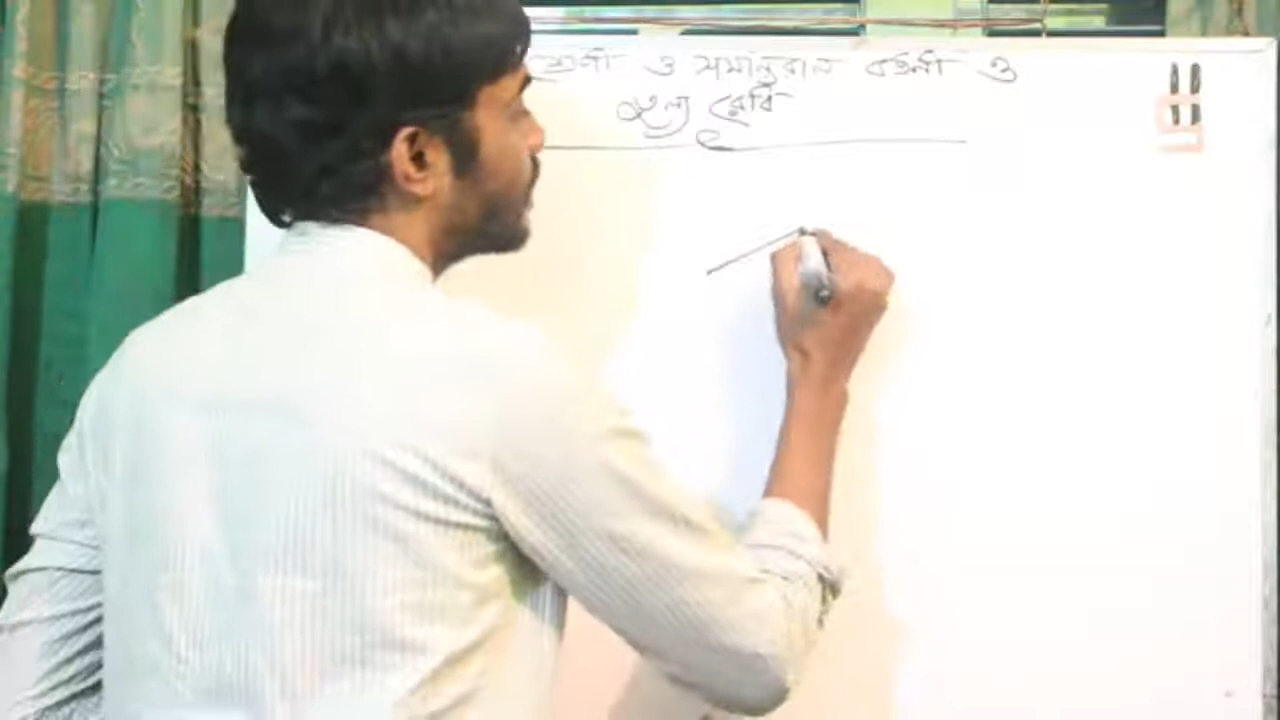 শ্রেণী ও সমান্তরাল বর্তনী ও
তুল্য রোধ